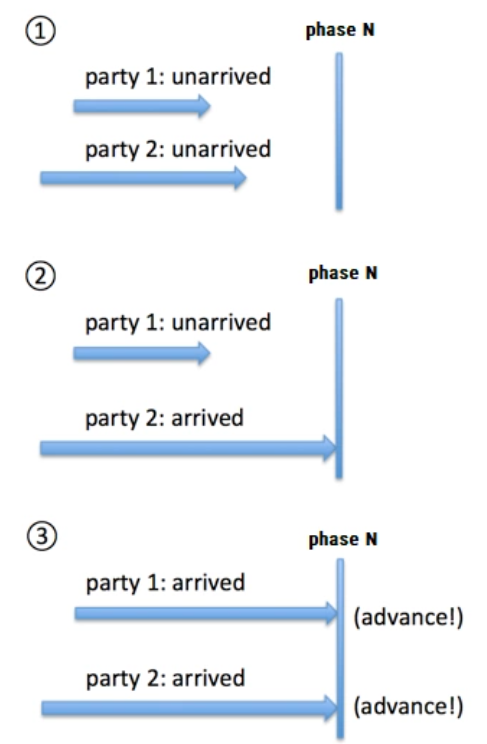 ①
phase N
party 1: unarrived
party 2: unarrived
②
phase N
party 1: unarrived
party 2: arrived
③
phase N
party 1: arrived
(advance!)
party 2: arrived
(advance!)